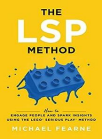 THE
LSP
METHOD
How to
ENGAGE PEOPLE AND SPARK INSIGHTS
USING THE LEGO® SERIOUS PLAY® METHOD
MICHAEL FEARNE